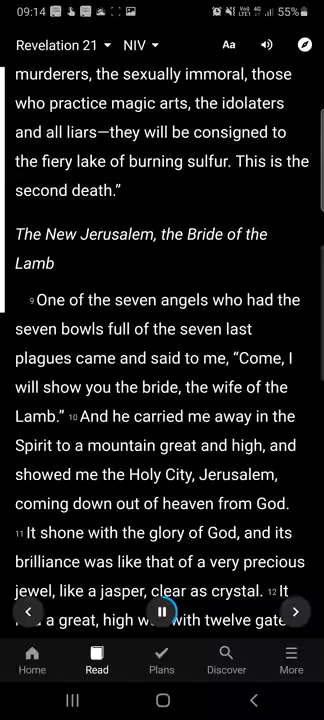 09:14
Vo))
LTE1
4G
55%
Revelation 21
NIV
Aa
murderers, the sexually immoral, those
who practice magic arts, the idolaters
and all liars—they will be consigned to
the fiery lake of burning sulfur. This is the
second death.”
The New Jerusalem, the Bride of the
Lamb
9 One of the seven angels who had the
seven bowls full of the seven last
plagues came and said to me, “Come, I
will show you the bride, the wife of the
Lamb.” 10 And he carried me away in the
Spirit to a mountain great and high, and
showed me the Holy City, Jerusalem,
coming down out of heaven from God.
11 It shone with the glory of God, and its
brilliance was like that of a very precious
jewel, like a jasper, clear as crystal. 12 It
a great, high with twelve
Home
Read
Plans
Discover
More